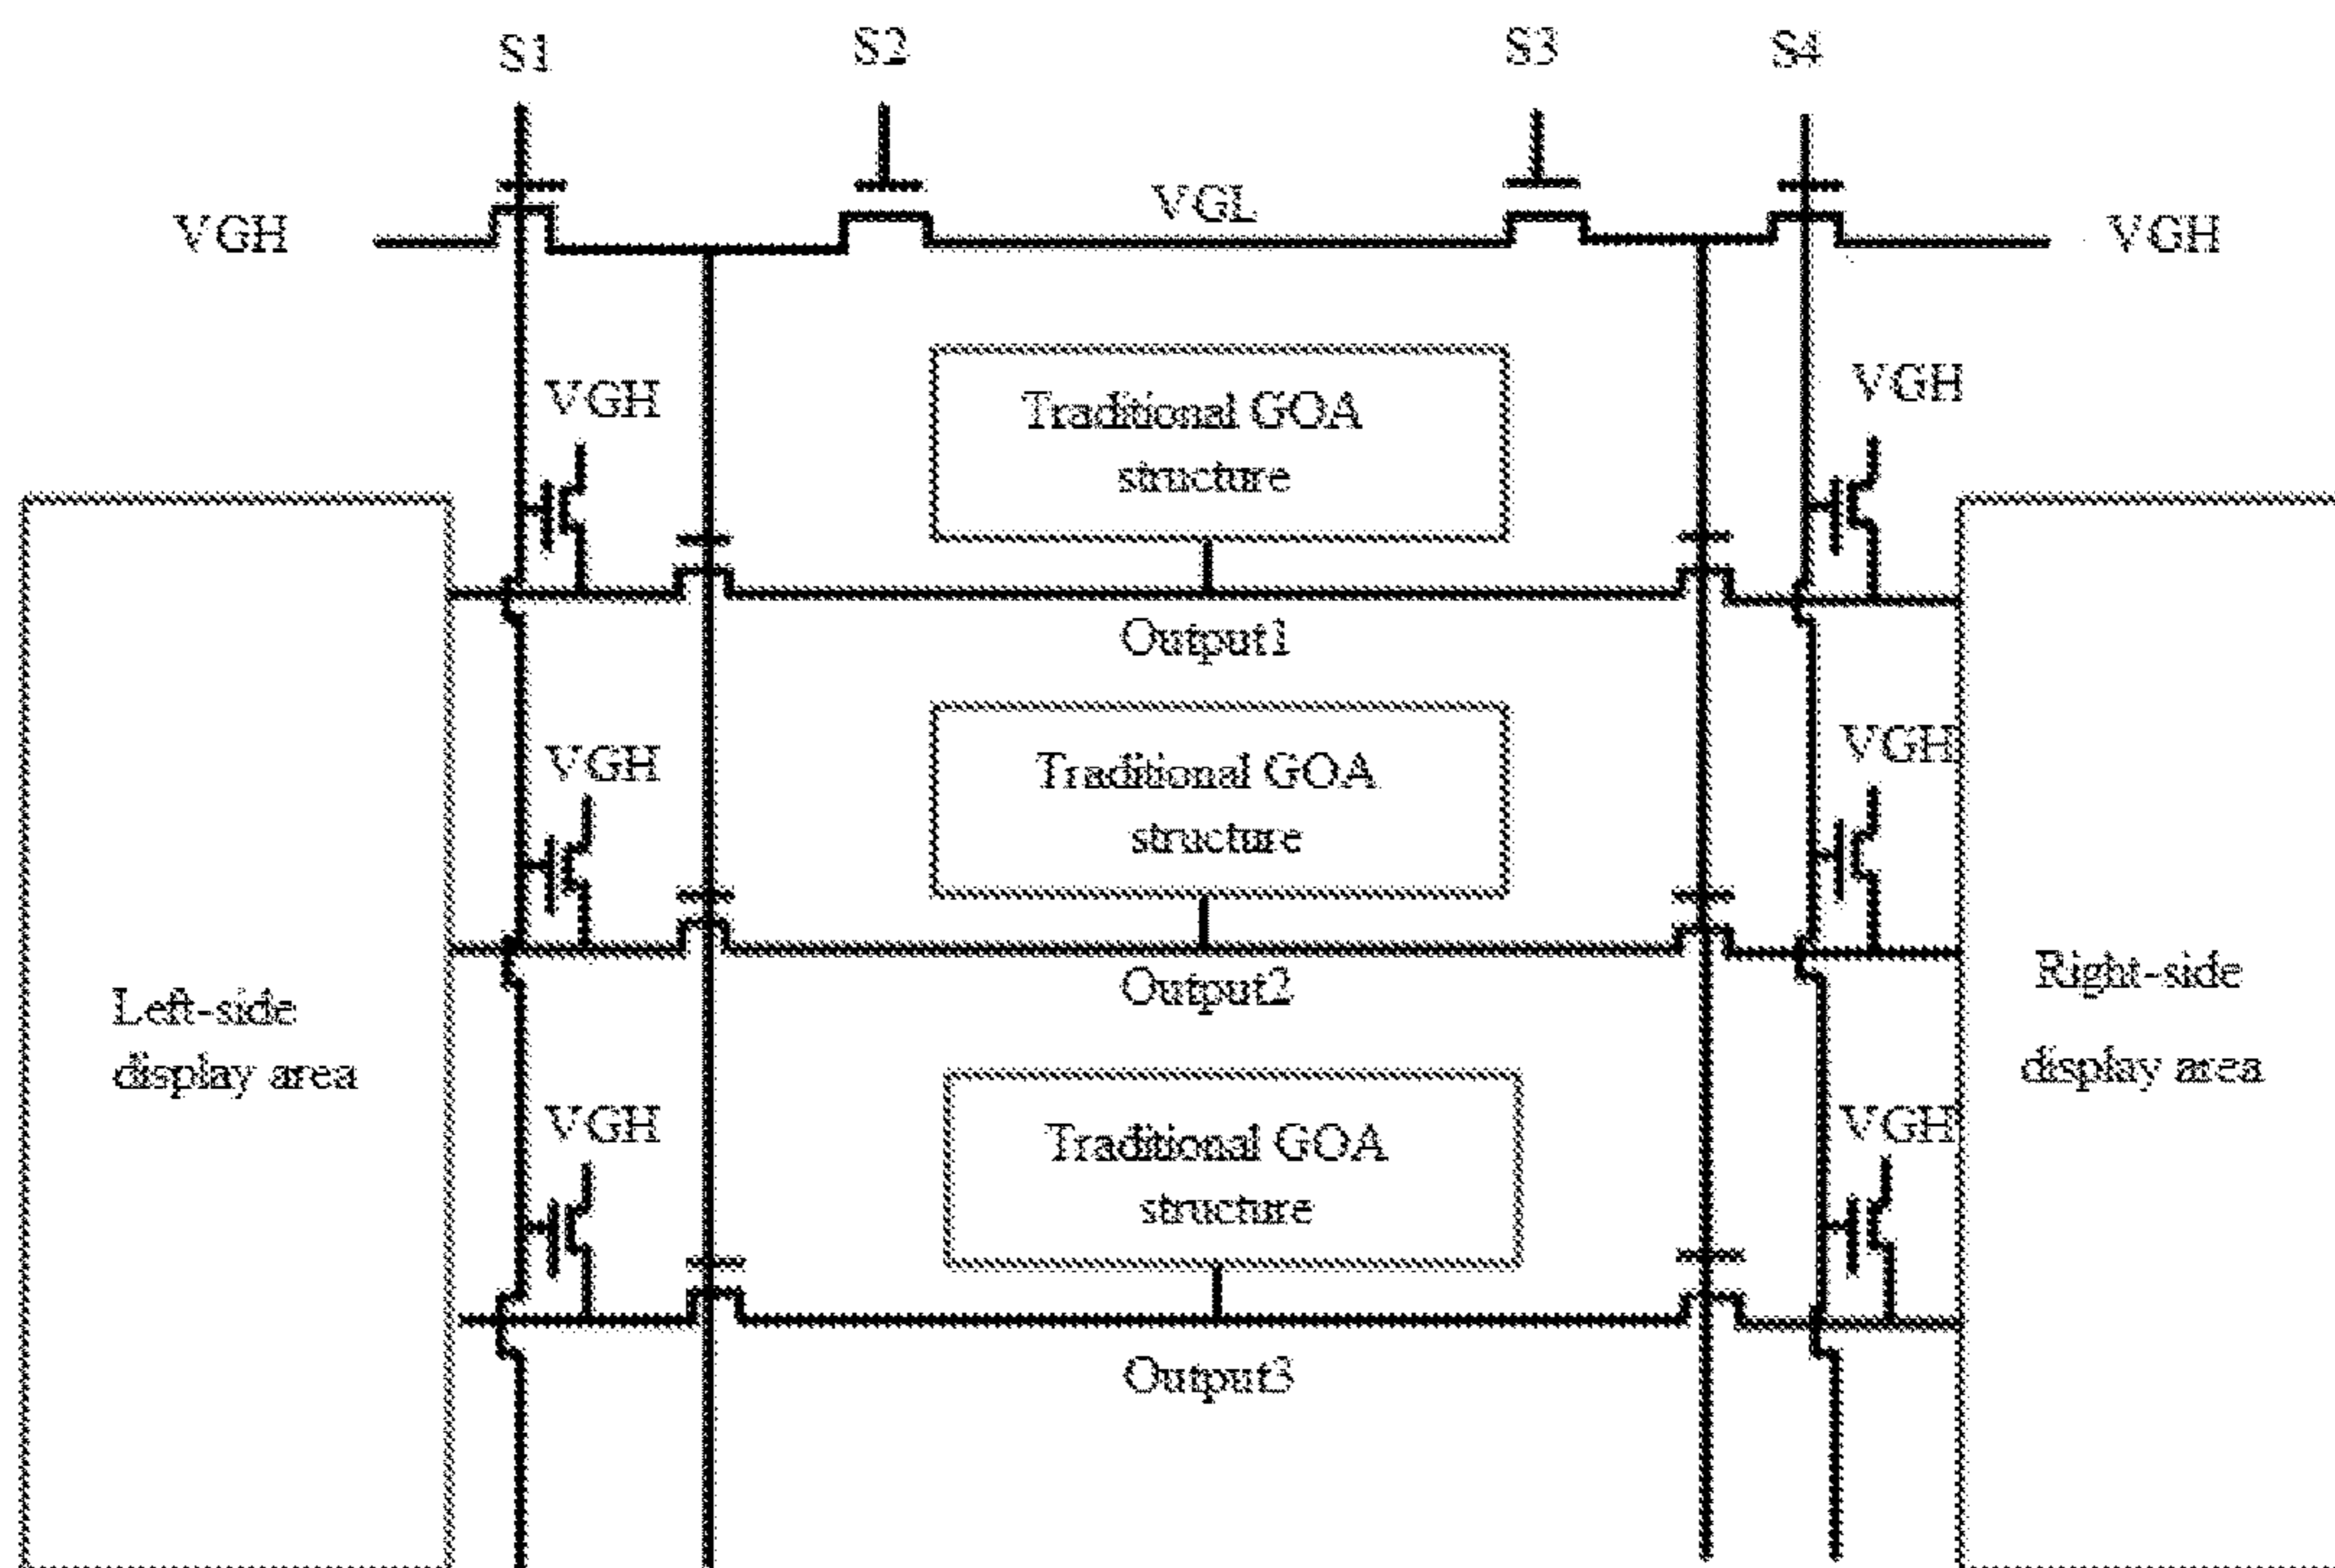 S1
S2
S3
S4
VGH
VGL
VGH
VGH
Traditional GOA
structure
VGH
Output1
VGH
Traditional GOA
structure
VGH
Output2
Left-side
display area
Right-side
display area
VGH
Traditional GOA
structure
VGH
Output3